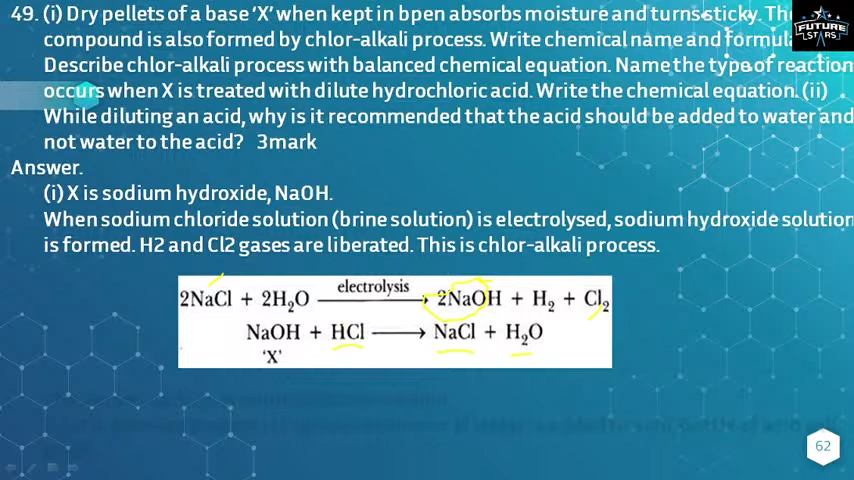 49. (i) Dry pellets of a base ‘X’ when kept in bpen absorbs moisture and turns sticky. The
compound is also formed by chlor-alkali process. Write chemical name and formula
Describe chlor-alkali process with balanced chemical equation. Name the type of reaction
occurs when X is treated with dilute hydrochloric acid. Write the chemical equation. (ii)
While diluting an acid, why is it recommended that the acid should be added to water and
not water to the acid? 3mark
Answer.
(i) X is sodium hydroxide, NaOH.
When sodium chloride solution (brine solution) is electrolysed, sodium hydroxide solution
is formed. H2 and Cl2 gases are liberated. This is chlor-alkali process.
2NaCl + 2H₂O electrolysis → 2NaOH + H₂ + Cl₂
NaOH + HCl → NaCl + H₂O
‘X’
FUTURE
STARS
62